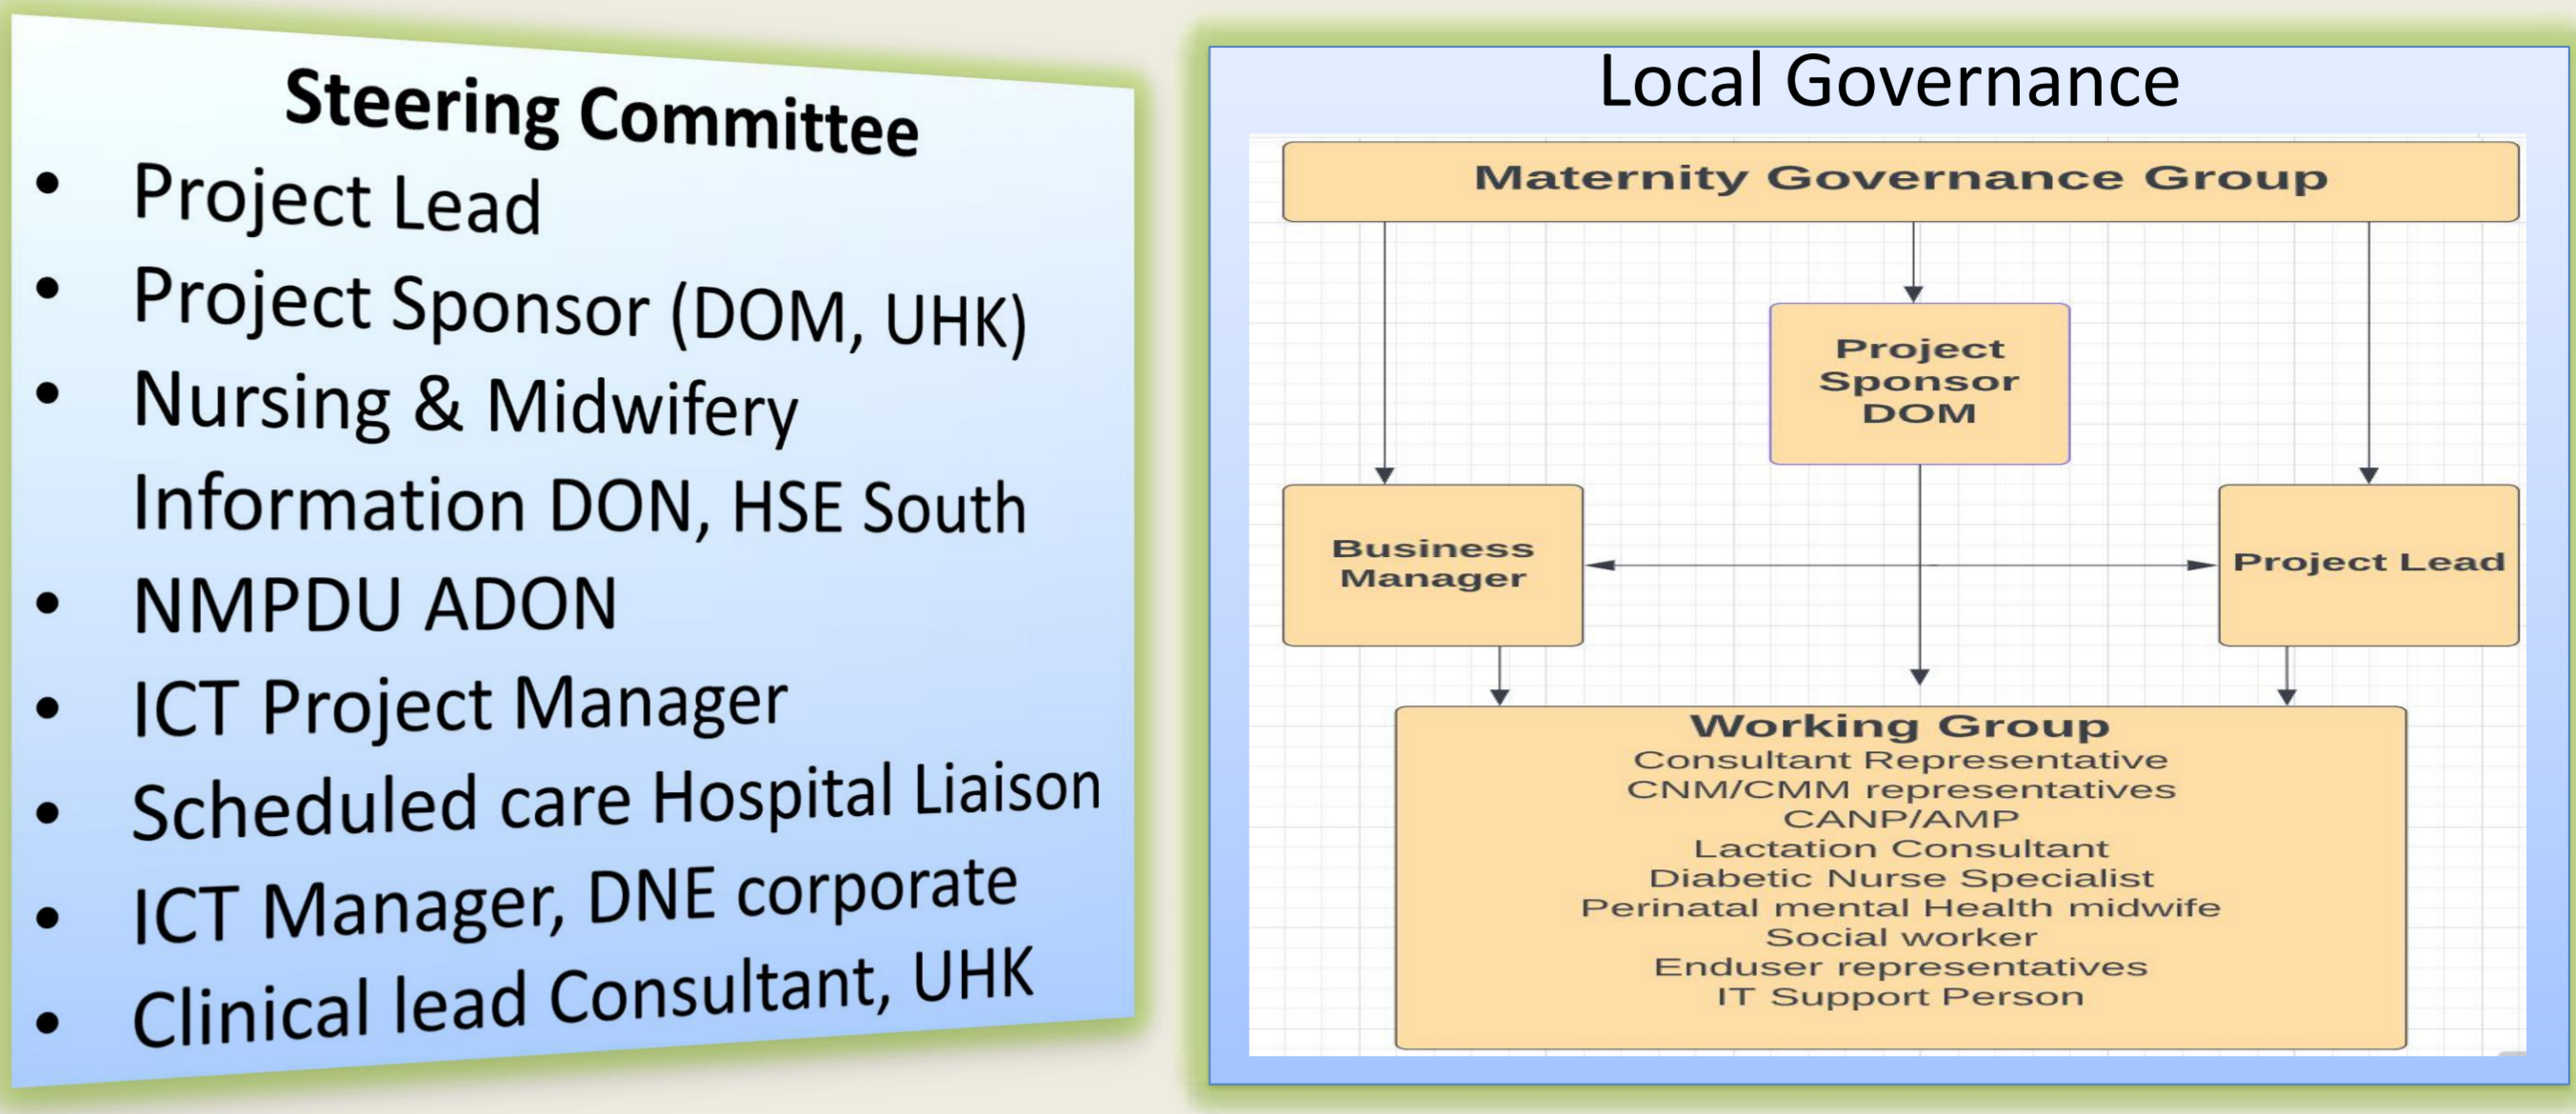 Steering Committee
• Project Lead
• Project Sponsor (DOM, UHK)
• Nursing & Midwifery
Information DON, HSE South
• NMPDU ADON
• ICT Project Manager
• Scheduled care Hospital Liaison
• ICT Manager, DNE corporate
• Clinical lead Consultant, UHK
Local Governance
Maternity Governance Group
Project
Sponsor
DOM
Business
Manager
Project Lead
Working Group
Consultant Representative
CNM/CMM representatives
CANP/AMP
Lactation Consultant
Diabetic Nurse Specialist
Perinatal mental Health midwife
Social worker
Enduser representatives
IT Support Person